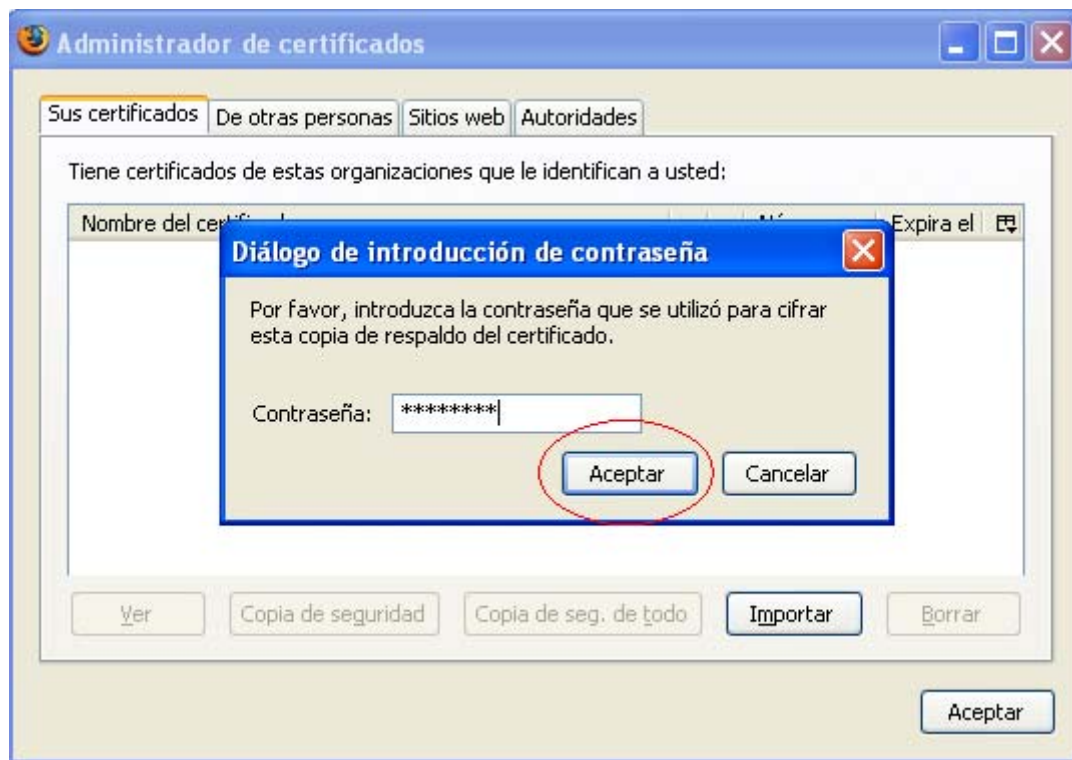 Administrador de certificados
Sus certificados De otras personas Sitios web Autoridades
Tiene certificados de estas organizaciones que le identifican a usted:
Nombre del Expira el
Diálogo de introducción de contraseña
Por favor, introduzca la contraseña que se utilizó para cifrar
esta copia de respaldo del certificado.
Contraseña: ********
Aceptar Cancelar
Ver Copia de seguridad Copia de seg. de todo Importar Borrar
Aceptar